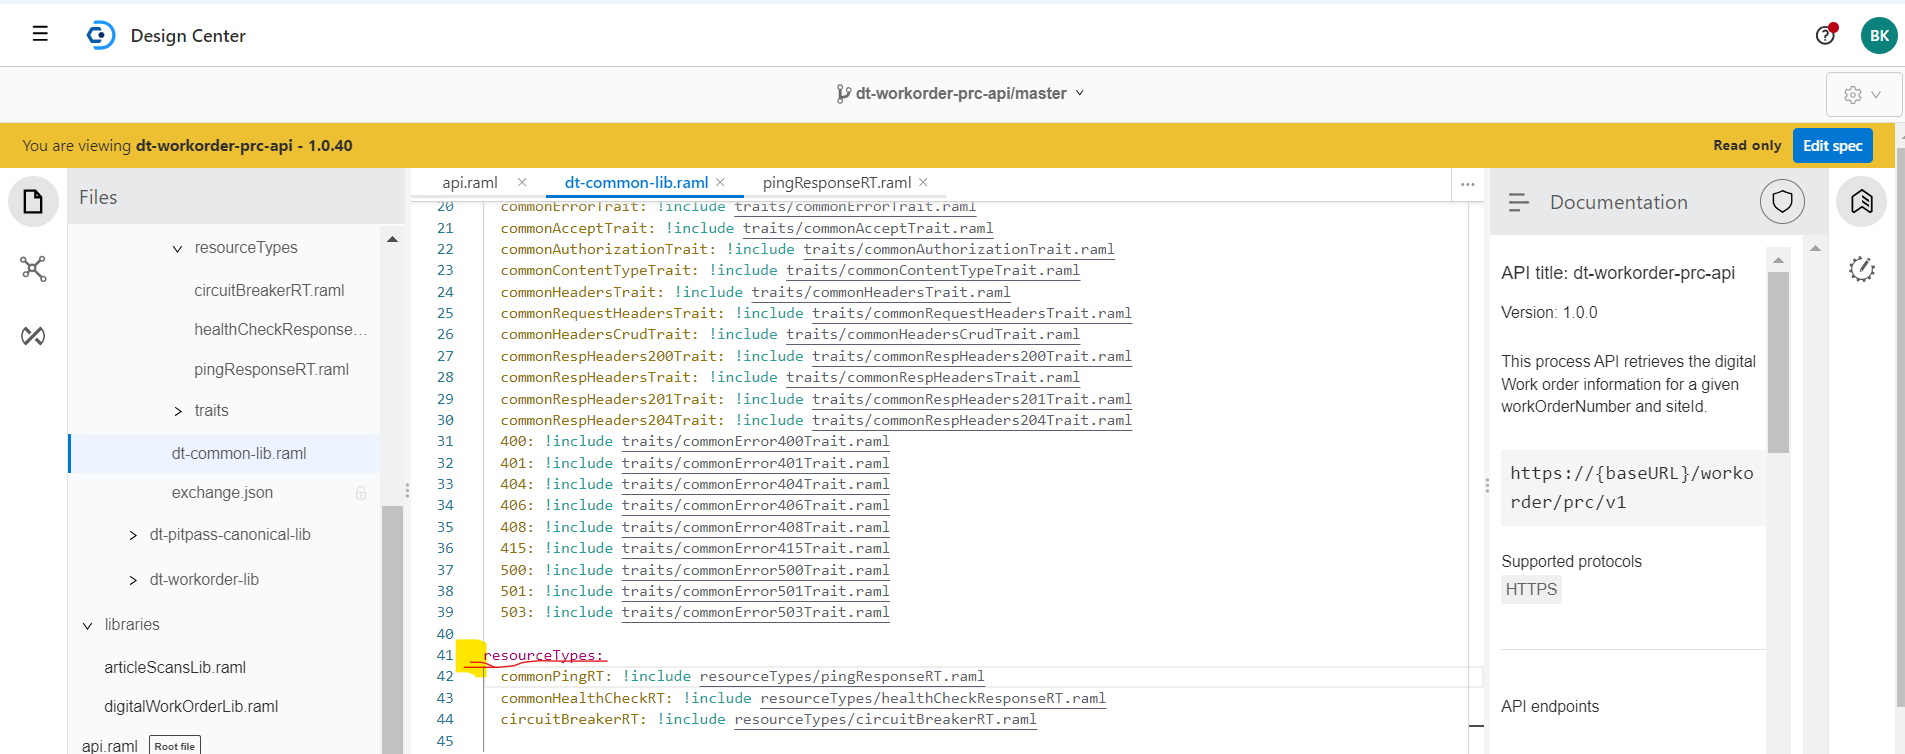 Design Center
BK
dt-workorder-prc-api/master
You are viewing dt-workorder-prc-api - 1.0.40
Read only
Edit spec
Files
resourceTypes
circuitBreakerRT.raml
healthCheckResponse...
pingResponseRT.raml
traits
dt-common-lib.raml
exchange.json
dt-pitpass-canonical-lib
dt-workorder-lib
libraries
articleScansLib.raml
digitalWorkOrderLib.raml
api.raml Root file
api.raml
dt-common-lib.raml
pingResponseRT.raml
20 commonErrorTrait: !include traits/commonErrorTrait.raml
21 commonAcceptTrait: !include traits/commonAcceptTrait.raml
22 commonAuthorizationTrait: !include traits/commonAuthorizationTrait.raml
23 commonContentTypeTrait: !include traits/commonContentTypeTrait.raml
24 commonHeadersTrait: !include traits/commonHeadersTrait.raml
25 commonRequestHeadersTrait: !include traits/commonRequestHeadersTrait.raml
26 commonHeadersCrudTrait: !include traits/commonHeadersCrudTrait.raml
27 commonRespHeaders200Trait: !include traits/commonRespHeaders200Trait.raml
28 commonRespHeadersTrait: !include traits/commonRespHeadersTrait.raml
29 commonRespHeaders201Trait: !include traits/commonRespHeaders201Trait.raml
30 commonRespHeaders204Trait: !include traits/commonRespHeaders204Trait.raml
31 400: !include traits/commonError400Trait.raml
32 401: !include traits/commonError401Trait.raml
33 404: !include traits/commonError404Trait.raml
34 406: !include traits/commonError406Trait.raml
35 408: !include traits/commonError408Trait.raml
36 415: !include traits/commonError415Trait.raml
37 500: !include traits/commonError500Trait.raml
38 501: !include traits/commonError501Trait.raml
39 503: !include traits/commonError503Trait.raml
40
41 resourceTypes:
42 commonPingRT: !include resourceTypes/pingResponseRT.raml
43 commonHealthCheckRT: !include resourceTypes/healthCheckResponseRT.raml
44 circuitBreakerRT: !include resourceTypes/circuitBreakerRT.raml
45
Documentation
API title: dt-workorder-prc-api
Version: 1.0.0
This process API retrieves the digital
Work order information for a given
workOrderNumber and siteId.
https://{baseURL}/worko
rder/prc/v1
Supported protocols
HTTPS
API endpoints